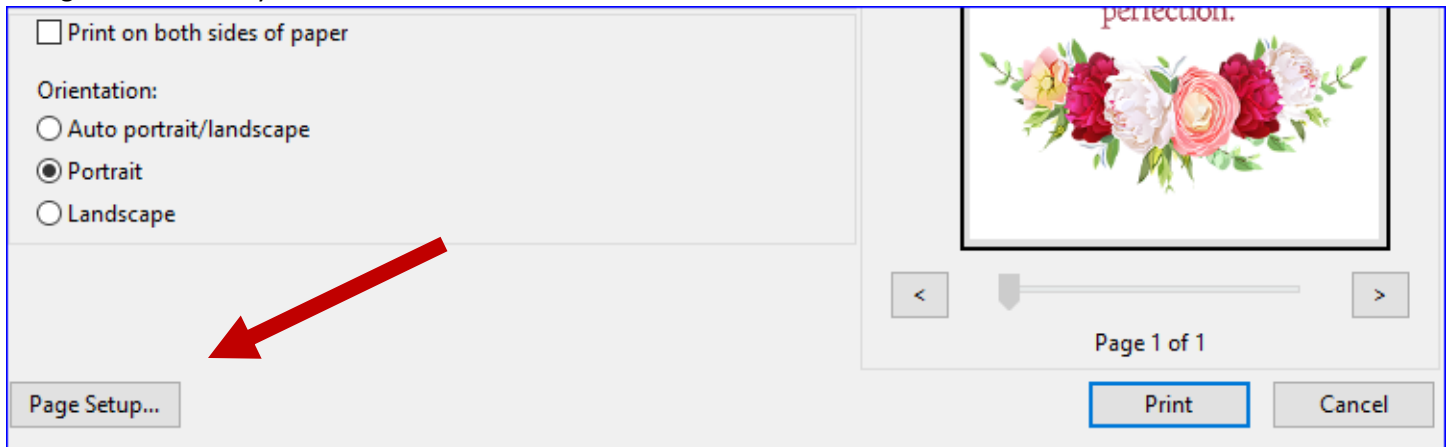 Print on both sides of paper
Orientation:
Auto portrait/landscape
Portrait
Landscape
perfection.
<
>
Page 1 of 1
Page Setup...
Print
Cancel